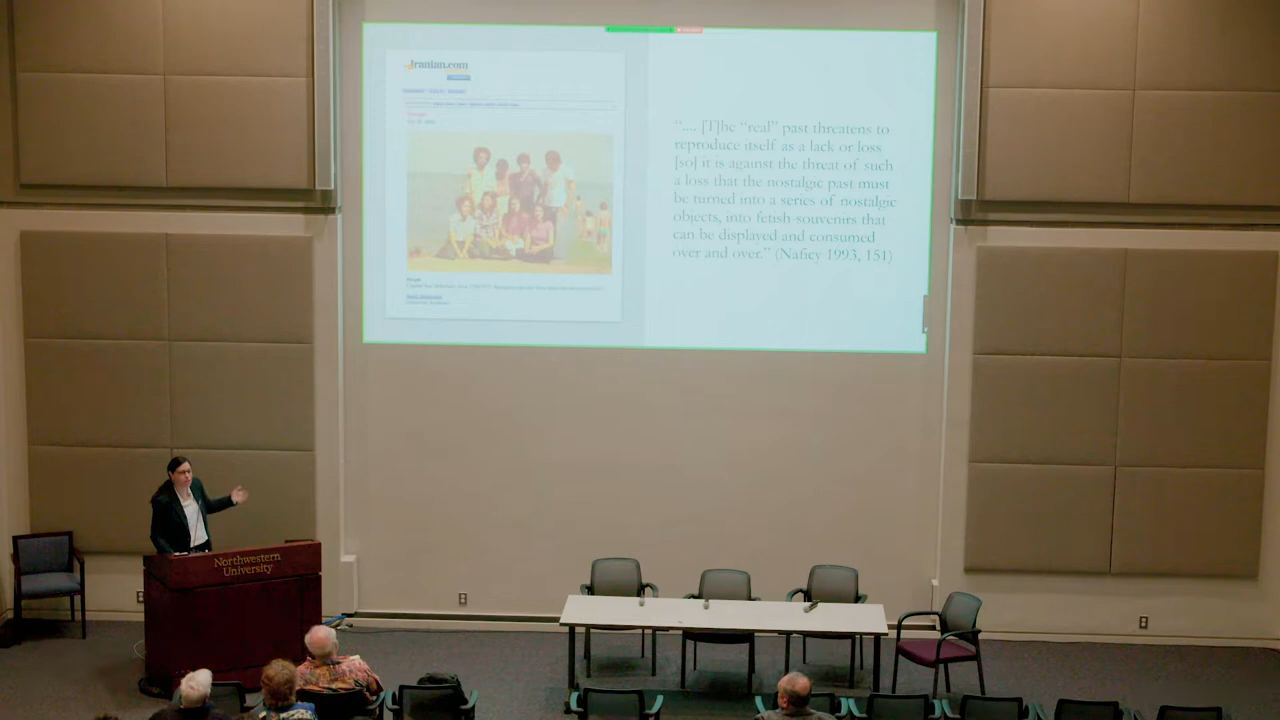 Iranian.com
“.... [T]he “real” past threatens to
reproduce itself as a lack or loss
[so] it is against the threat of such
a loss that the nostalgic past must
be turned into a series of nostalgic
objects, into fetish-souvenirs that
can be displayed and consumed
over and over.” (Naficy 1993, 151)
Northwestern
University